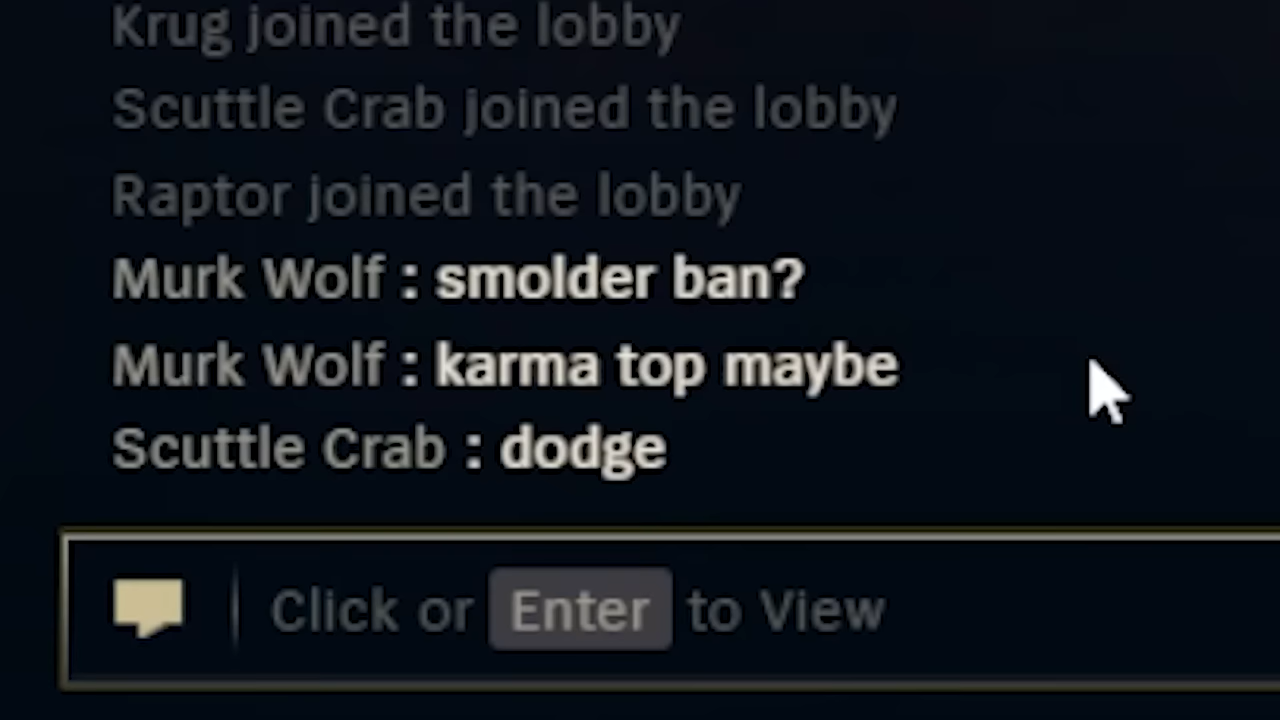 Krug joined the lobby
Scuttle Crab joined the lobby
Raptor joined the lobby
Murk Wolf : smolder ban?
Murk Wolf : karma top maybe
Scuttle Crab : dodge
Click or Enter to View